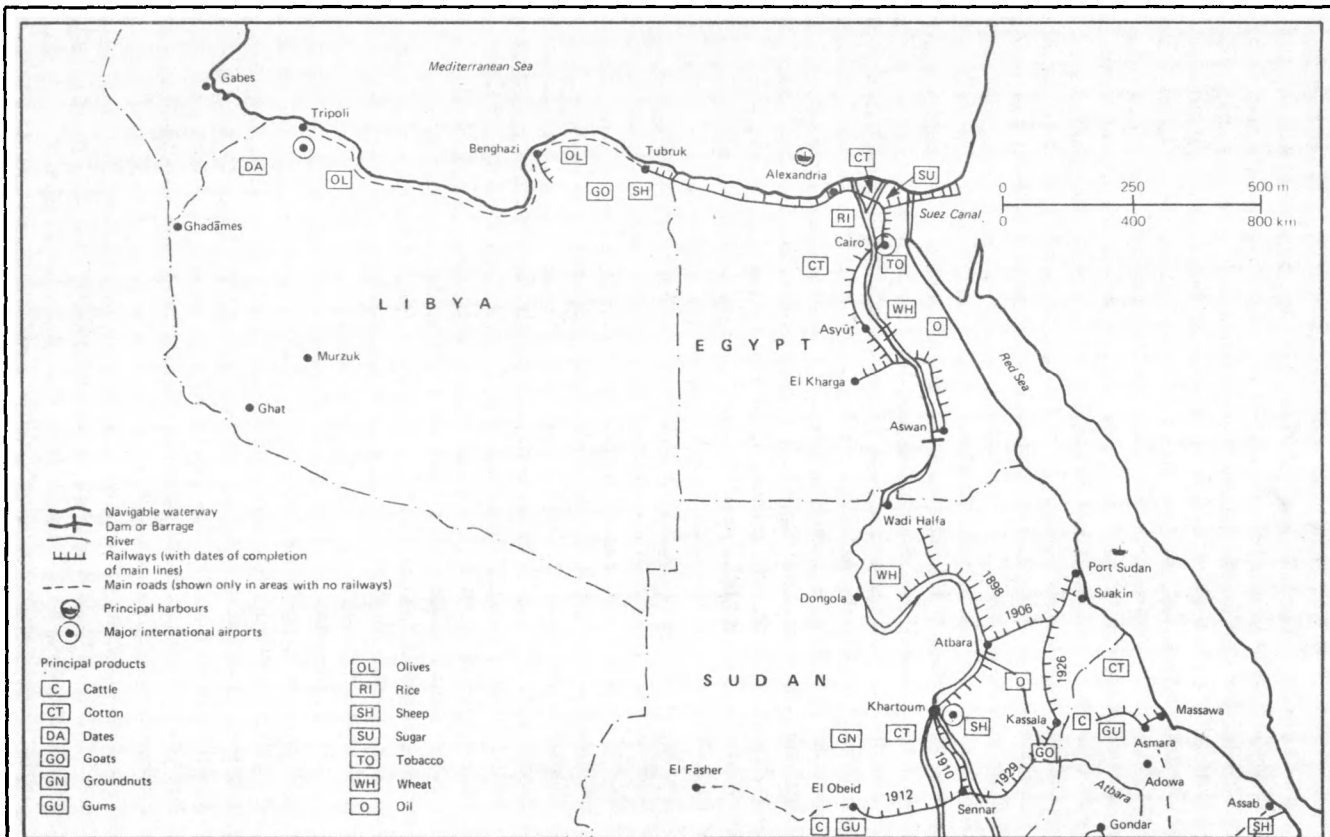 Mediterranean Sea
Gabes
Tripoli
Benghazi
OL
Tubruk
CT
Alexandria
SU
DA
OL
GO
SH
0 250 500 m
0 400 800 km
RI
Suez Canal
Ghadāmes
Cairo
CT
TO
LIBYA
WH
O
Asyūt
EGYPT
Murzuk
Red Sea
El Kharga
Ghat
Aswan
Wadi Halfa
Navigable waterway
Dam or Barrage
River
Railways (with dates of completion
of main lines)
Main roads (shown only in areas with no railways)
Principal harbours
Major international airports
WH
Dongola
1898
1906
Port Sudan
Suakin
Atbara
1926
CT
Principal products
C Cattle
CT Cotton
DA Dates
GO Goats
GN Groundnuts
GU Gums
OL Olives
RI Rice
SH Sheep
SU Sugar
TO Tobacco
WH Wheat
O Oil
SUDAN
O
Khartoum
SH
Kassala
C
Massawa
GN
CT
GU
Asmara
GO
El Fasher
1910
Adowa
El Obeid
1912
1929
Atbara
Sennar
Assab
C
GU
Gondar
SH